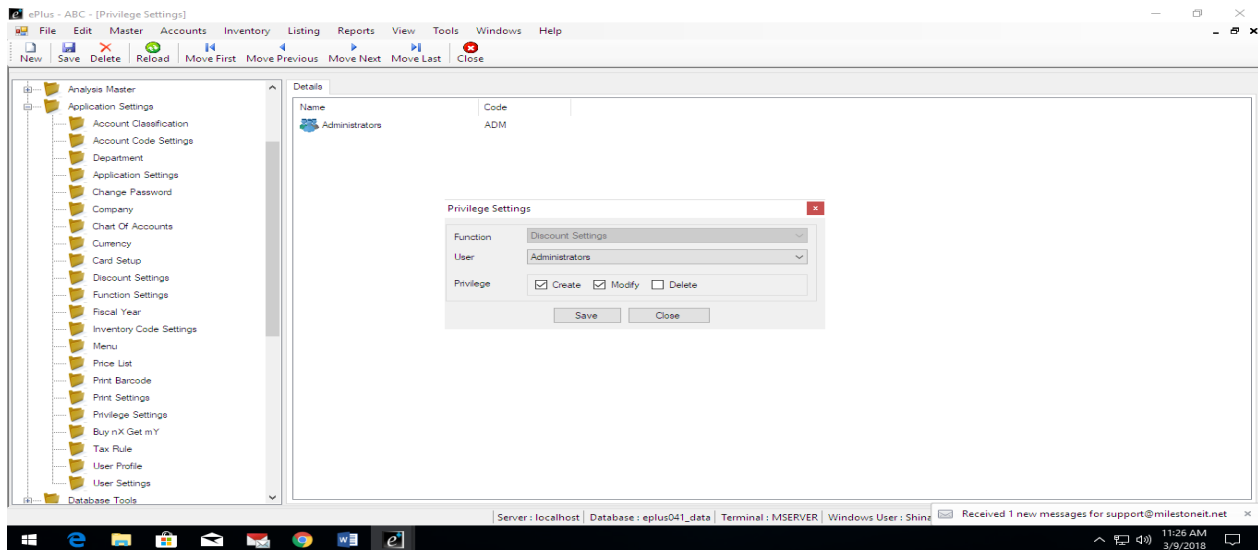 ePlus - ABC - [Privilege Settings]
File Edit Master Accounts Inventory Listing Reports View Tools Windows Help
New Save Delete Reload Move First Move Previous Move Next Move Last Close
Analysis Master
Application Settings
Account Classification
Account Code Settings
Department
Application Settings
Change Password
Company
Chart Of Accounts
Currency
Card Setup
Discount Settings
Function Settings
Fiscal Year
Inventory Code Settings
Menu
Price List
Print Barcode
Print Settings
Privilege Settings
Buy nX Get mY
Tax Rule
User Profile
User Settings
Database Tools
Details
Name Code
Administrators ADM
Privilege Settings
Function Discount Settings
User Administrators
Privilege Create Modify Delete
Save Close
Server : localhost Database : eplus041_data Terminal : MSERVER Windows User : Shina
Received 1 new messages for support@milestoneit.net
11:26 AM
3/9/2018